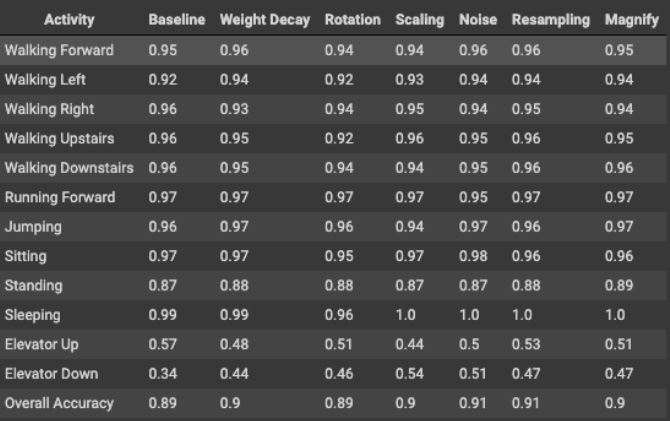 Activity Baseline Weight Decay Rotation Scaling Noise Resampling Magnify
Walking Forward 0.95 0.96 0.94 0.94 0.96 0.96 0.95
Walking Left 0.92 0.94 0.92 0.93 0.94 0.94 0.94
Walking Right 0.96 0.93 0.94 0.95 0.94 0.95 0.94
Walking Upstairs 0.96 0.95 0.92 0.96 0.95 0.96 0.95
Walking Downstairs 0.96 0.95 0.94 0.94 0.95 0.96 0.96
Running Forward 0.97 0.97 0.97 0.97 0.95 0.97 0.97
Jumping 0.96 0.97 0.96 0.94 0.97 0.96 0.97
Sitting 0.97 0.97 0.95 0.97 0.98 0.96 0.96
Standing 0.87 0.88 0.88 0.87 0.87 0.88 0.89
Sleeping 0.99 0.99 0.96 1.0 1.0 1.0 1.0
Elevator Up 0.57 0.48 0.51 0.44 0.5 0.53 0.51
Elevator Down 0.34 0.44 0.46 0.54 0.51 0.47 0.47
Overall Accuracy 0.89 0.9 0.89 0.9 0.91 0.91 0.9